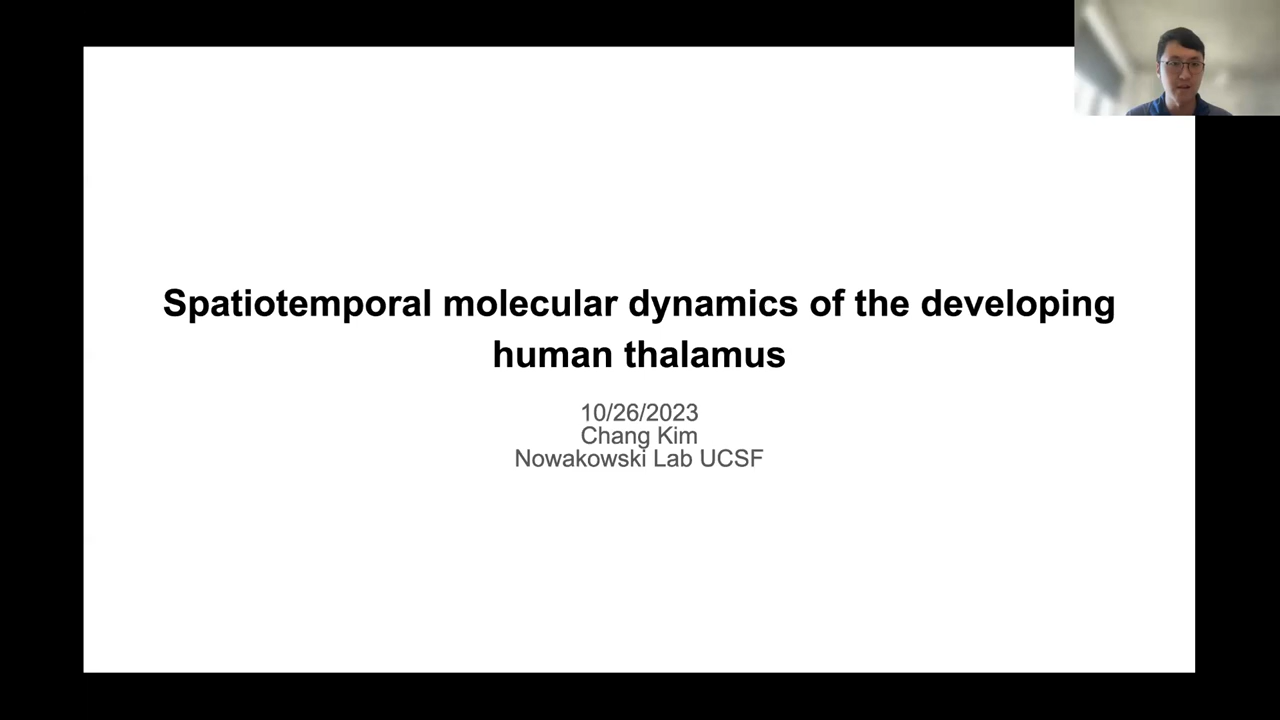 Spatiotemporal molecular dynamics of the developing
human thalamus
10/26/2023
Chang Kim
Nowakowski Lab UCSF